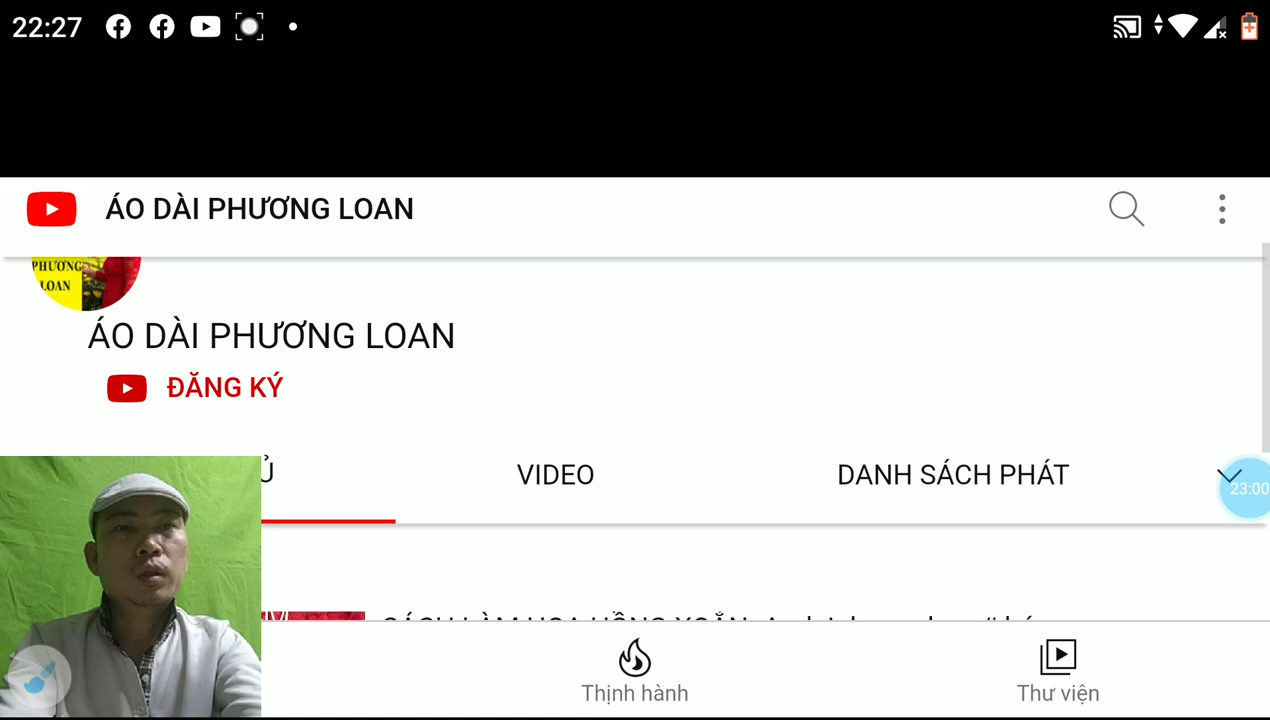 22:27
ÁO DÀI PHƯƠNG LOAN
PHƯƠNG
LOAN
ÁO DÀI PHƯƠNG LOAN
ĐĂNG KÝ
VIDEO
DANH SÁCH PHÁT
23:00
Thịnh hành
Thư viện